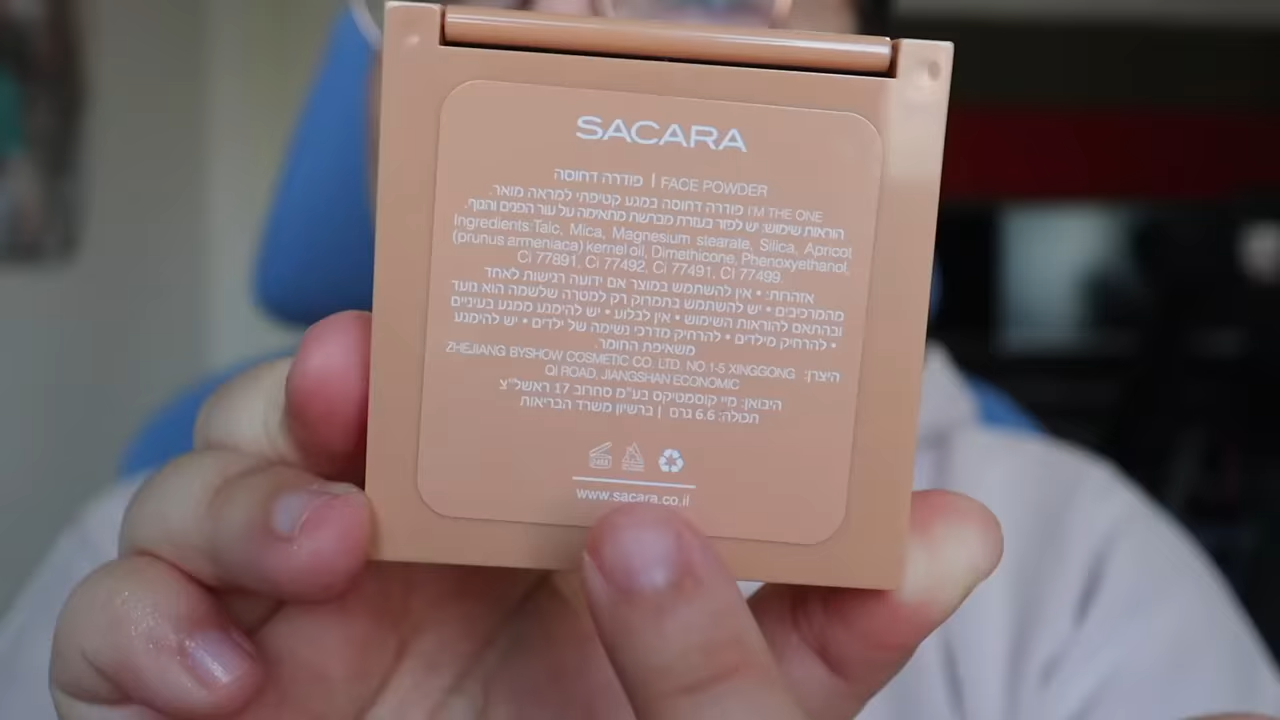 SACARA
פודרה דחוסה | FACE POWDER
I'M THE ONE פודרה דחוסה במגע קטיפתי למראה מואר.
הוראות שימוש: יש לפזר בעזרת מברשת מתאימה על עור הפנים והגוף.
Ingredients:Talc, Mica, Magnesium stearate, Silica, Apricot
(prunus armeniaca) kernel oil, Dimethicone, Phenoxyethanol,
Ci 77891, Ci 77492, Ci 77491, CI 77499.
אזהרות: • אין להשתמש במוצר אם ידועה רגישות לאחד
מהמרכיבים • יש להשתמש בתמרוק רק למטרה שלשמה הוא נועד
ובהתאם להוראות השימוש • אין לבלוע • יש להימנע ממגע בעיניים
• להרחיק מילדים • להרחיק מדרכי נשימה של ילדים • יש להימנע
משאיפת החומר.
היצרן: ZHEJIANG BYSHOW COSMETIC CO. LTD. NO.1-5 XINGGONG
QI ROAD, JIANGSHAN ECONOMIC
היבואן: מיי קוסמטיקס בע"מ סחרוב 17 ראשל"צ
תכולה: 6.6 גרם | ברשיון משרד הבריאות
24M
www.sacara.co.il